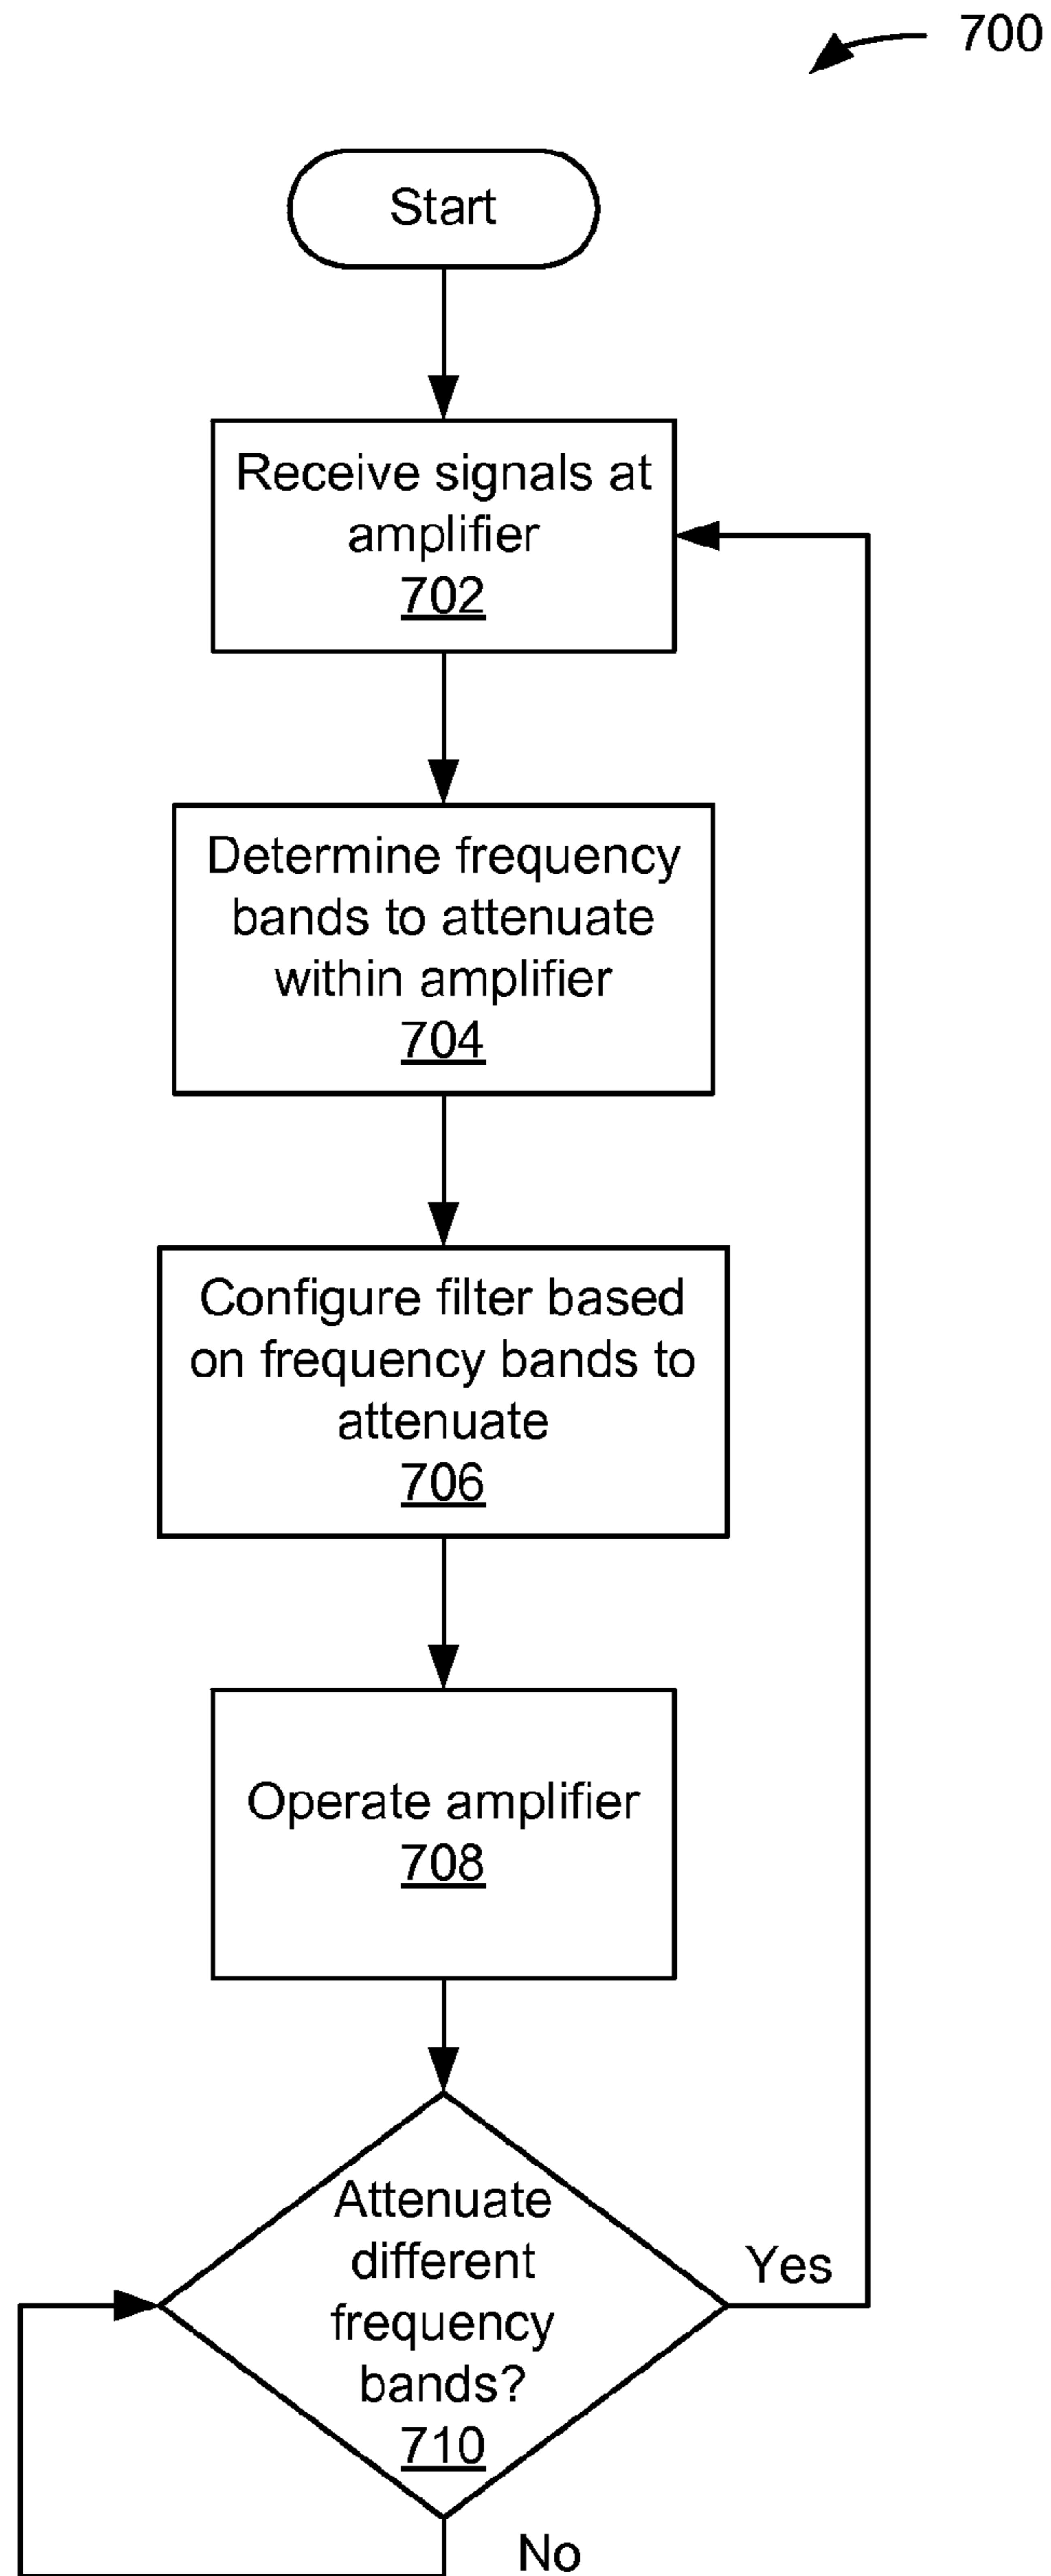 700
Start
Receive signals at
amplifier
702
Determine frequency
bands to attenuate
within amplifier
704
Configure filter based
on frequency bands to
attenuate
706
Operate amplifier
708
Attenuate
different
frequency
bands?
710
Yes
No